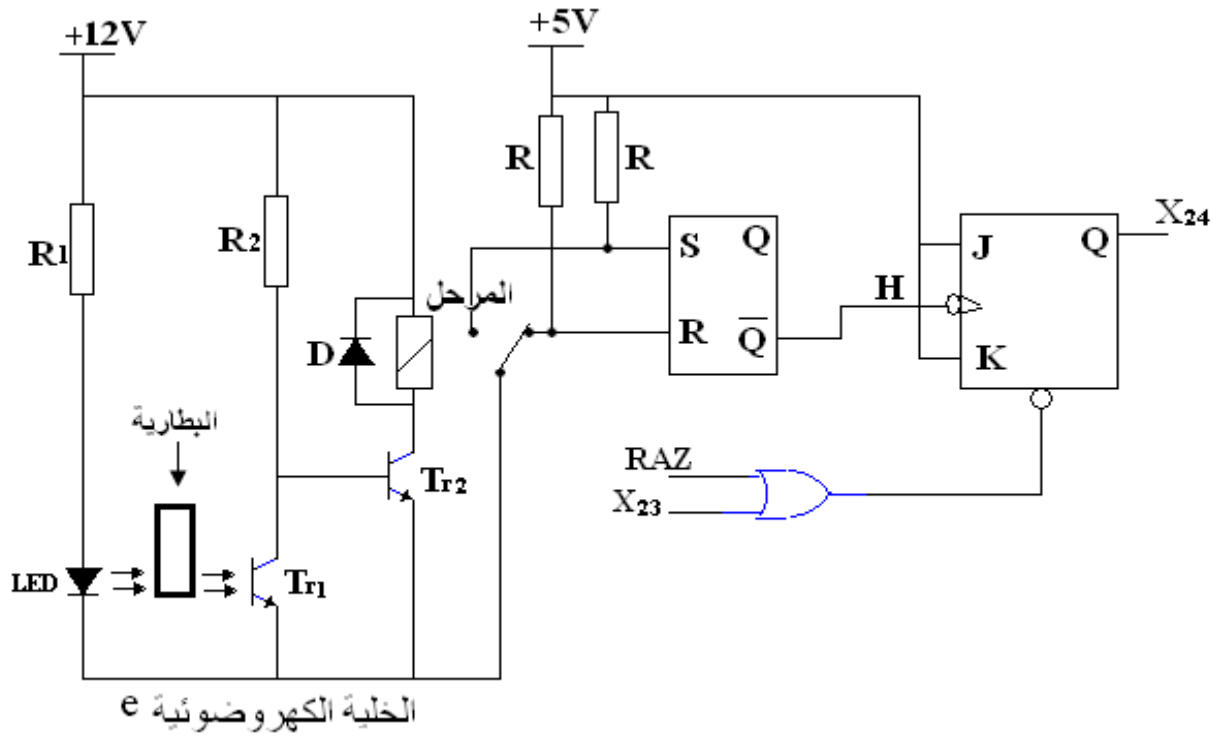 +12V
+5V
R
R
R1
R2
S
Q
J
Q
X24
المرحل
H
D
R
Q̅
K
البطارية
Tr2
RAZ
X23
LED
Tr1
الخلية الكهروضوئية e